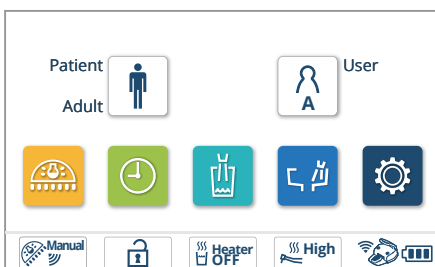 Patient
User
Adult
A
Manual
Heater
OFF
High